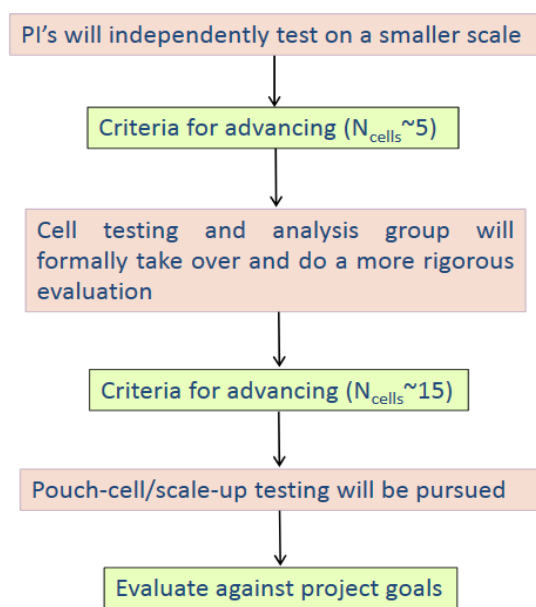 PI's will independently test on a smaller scale
Criteria for advancing (Ncells~5)
Cell testing and analysis group will
formally take over and do a more rigorous
evaluation
Criteria for advancing (Ncells~15)
Pouch-cell/scale-up testing will be pursued
Evaluate against project goals